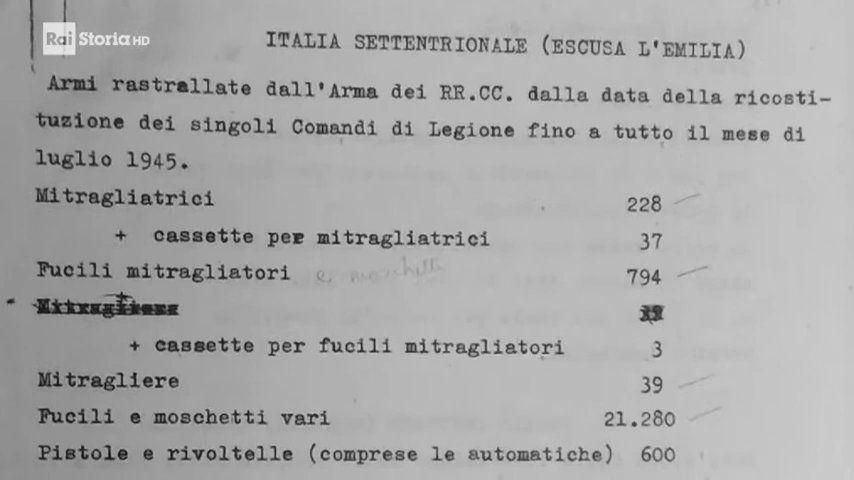 Rai Storia HD
ITALIA SETTENTRIONALE (ESCUSA L'EMILIA)
Armi rastrellate dall'Arma dei RR.CC. dalla data della ricosti-
tuzione dei singoli Comandi di Legione fino a tutto il mese di
luglio 1945.
Mitragliatrici 228
+ cassette per mitragliatrici 37
Fucili mitragliatori 794
+ cassette per fucili mitragliatori 3
Mitragliere 39
Fucili e moschetti vari 21.280
Pistole e rivoltelle (comprese le automatiche) 600